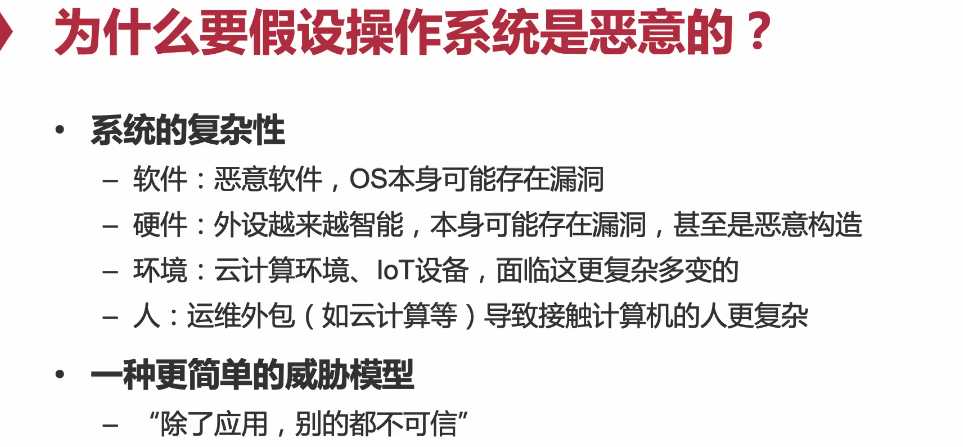 为什么要假设操作系统是恶意的？
• 系统的复杂性
– 软件：恶意软件，OS本身可能存在漏洞
– 硬件：外设越来越智能，本身可能存在漏洞，甚至是恶意构造
– 环境：云计算环境、IoT设备，面临这更复杂多变的
– 人：运维外包（如云计算等）导致接触计算机的人更复杂
• 一种更简单的威胁模型
– “除了应用，别的都不可信”